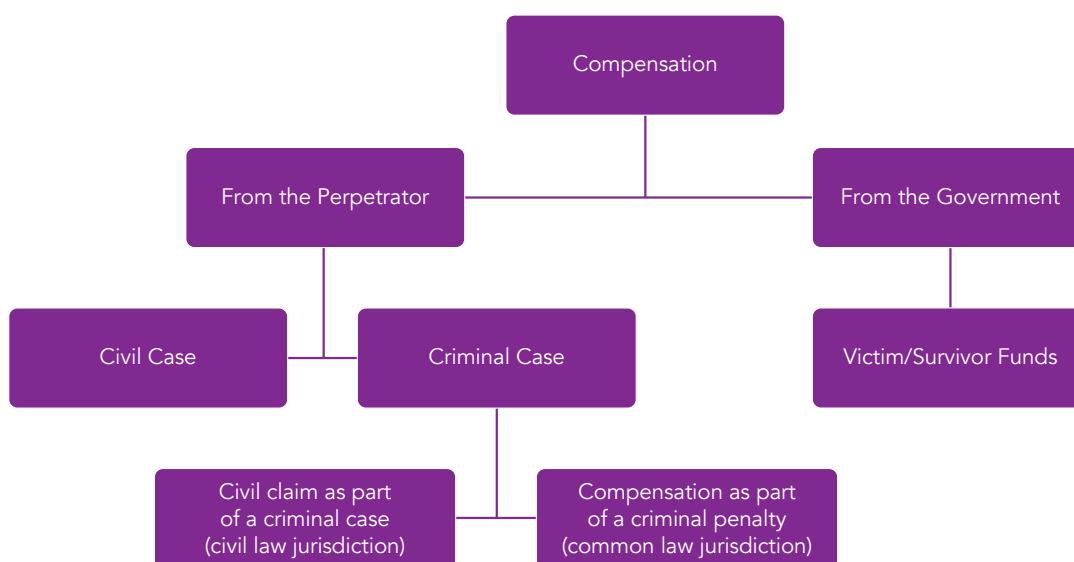 Compensation
From the Perpetrator
From the Government
Civil Case
Criminal Case
Victim/Survivor Funds
Civil claim as part
of a criminal case
(civil law jurisdiction)
Compensation as part
of a criminal penalty
(common law jurisdiction)